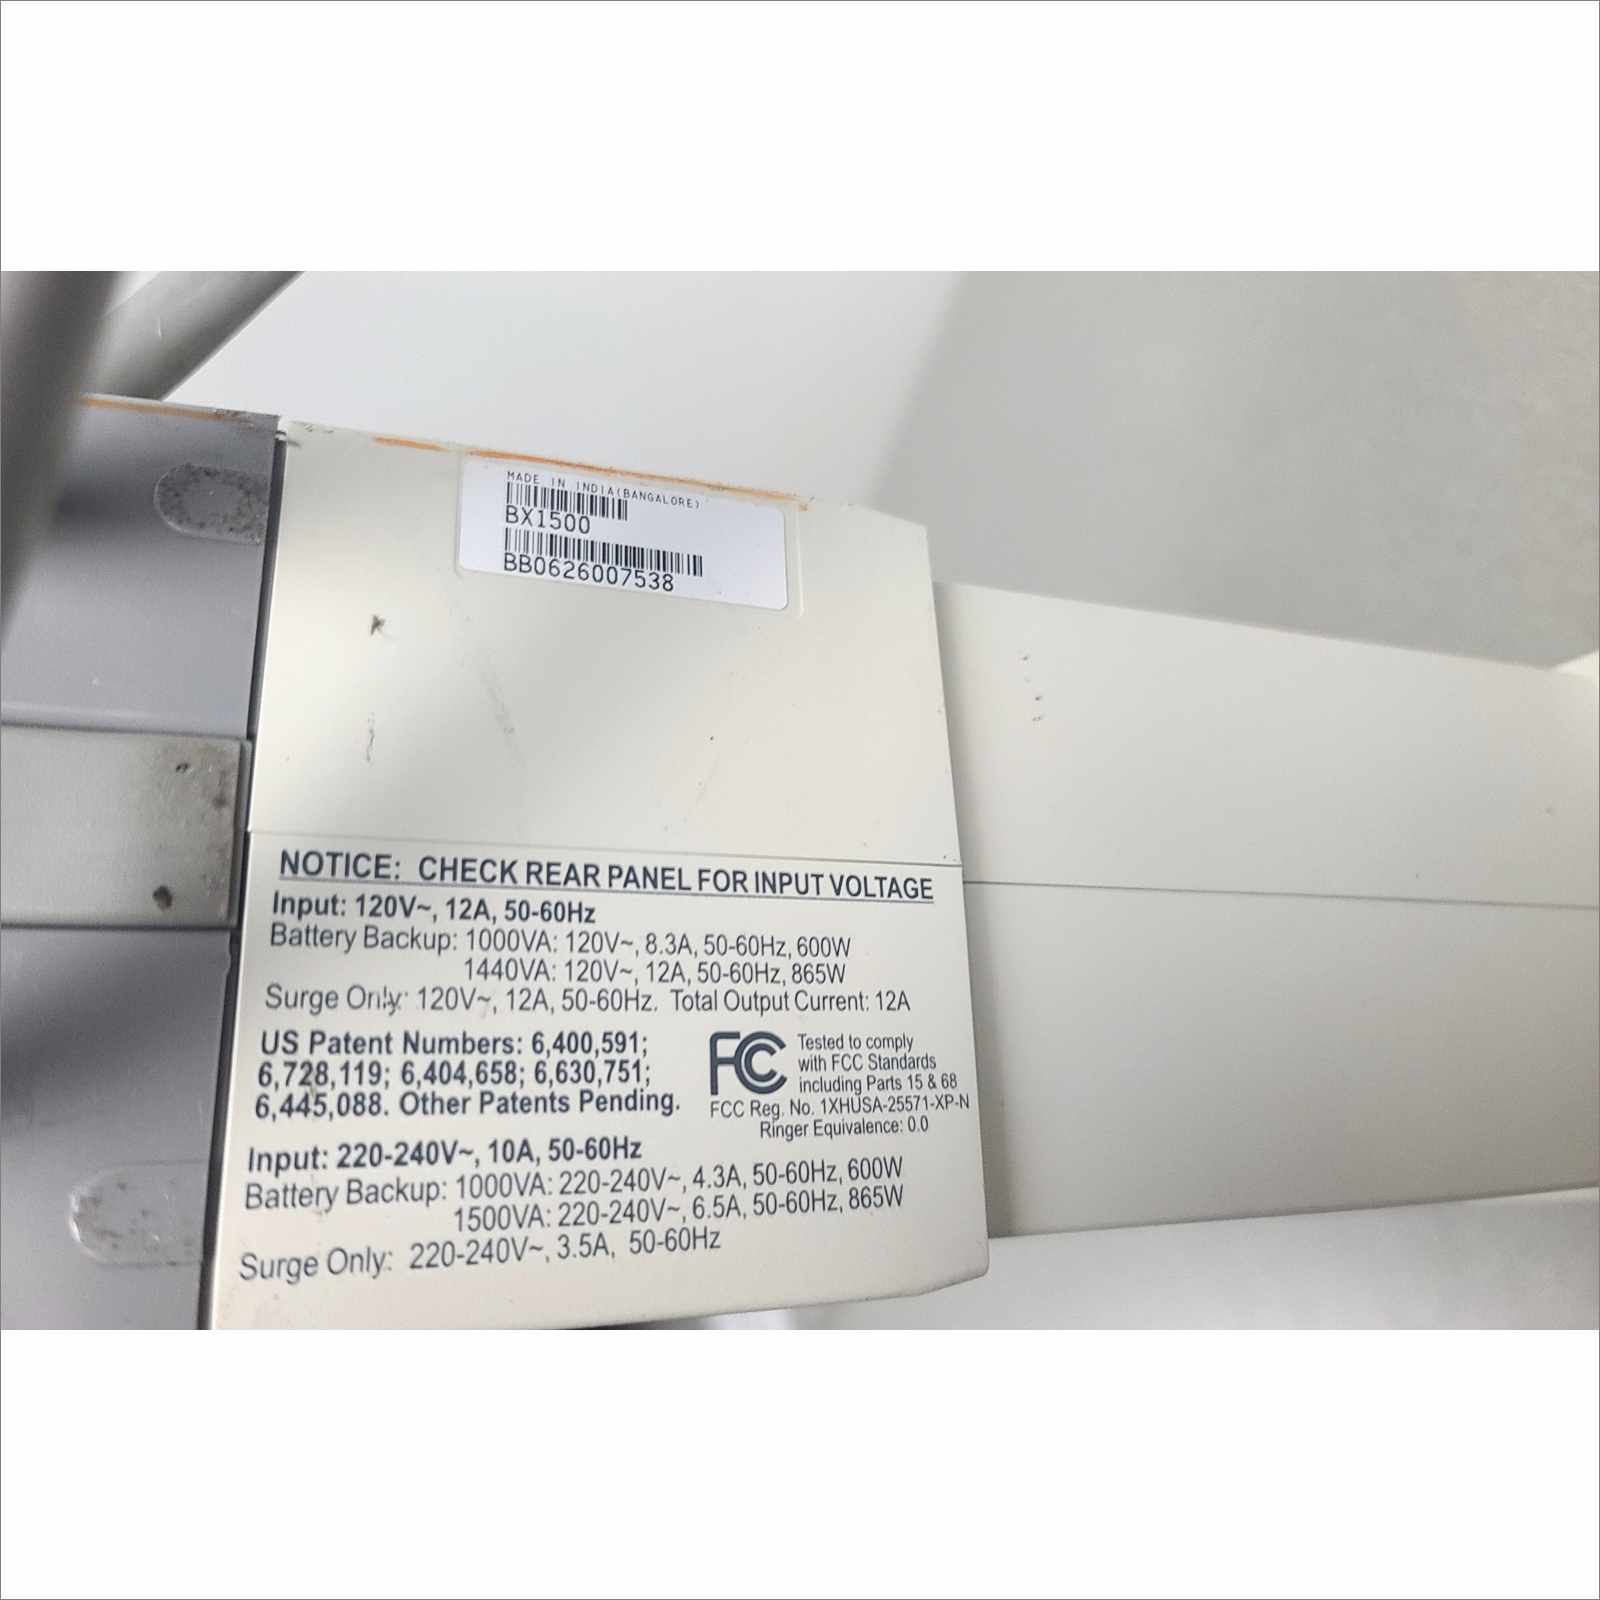 MADE IN INDIA(BANGALORE)
BX1500
BB0626007538
NOTICE: CHECK REAR PANEL FOR INPUT VOLTAGE
Input: 120V~, 12A, 50-60Hz
Battery Backup: 1000VA: 120V~, 8.3A, 50-60Hz, 600W
1440VA: 120V~, 12A, 50-60Hz, 865W
Surge Only: 120V~, 12A, 50-60Hz. Total Output Current: 12A
US Patent Numbers: 6,400,591;
6,728,119; 6,404,658; 6,630,751;
6,445,088. Other Patents Pending.
FC Tested to comply
with FCC Standards
including Parts 15 & 68
FCC Reg. No. 1XHUSA-25571-XP-N
Ringer Equivalence: 0.0
Input: 220-240V~, 10A, 50-60Hz
Battery Backup: 1000VA: 220-240V~, 4.3A, 50-60Hz, 600W
1500VA: 220-240V~, 6.5A, 50-60Hz, 865W
Surge Only: 220-240V~, 3.5A, 50-60Hz